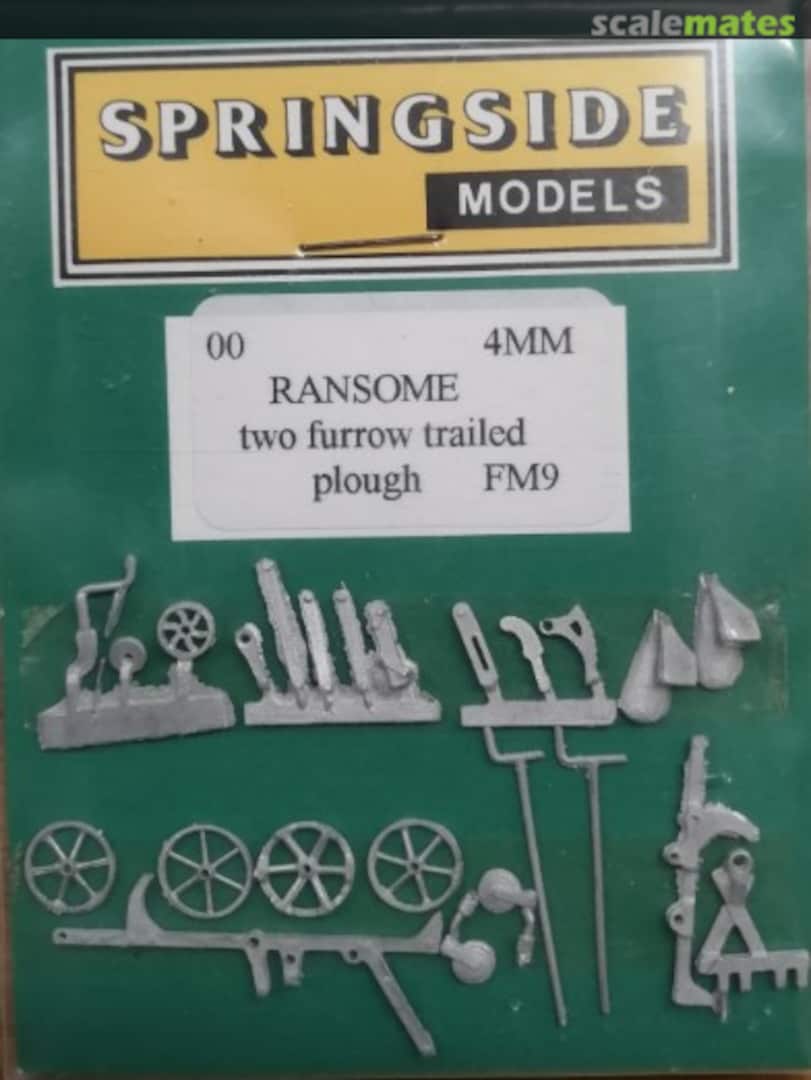 scalemates
SPRINGSIDE
MODELS
00 4MM
RANSOME
two furrow trailed
plough FM9